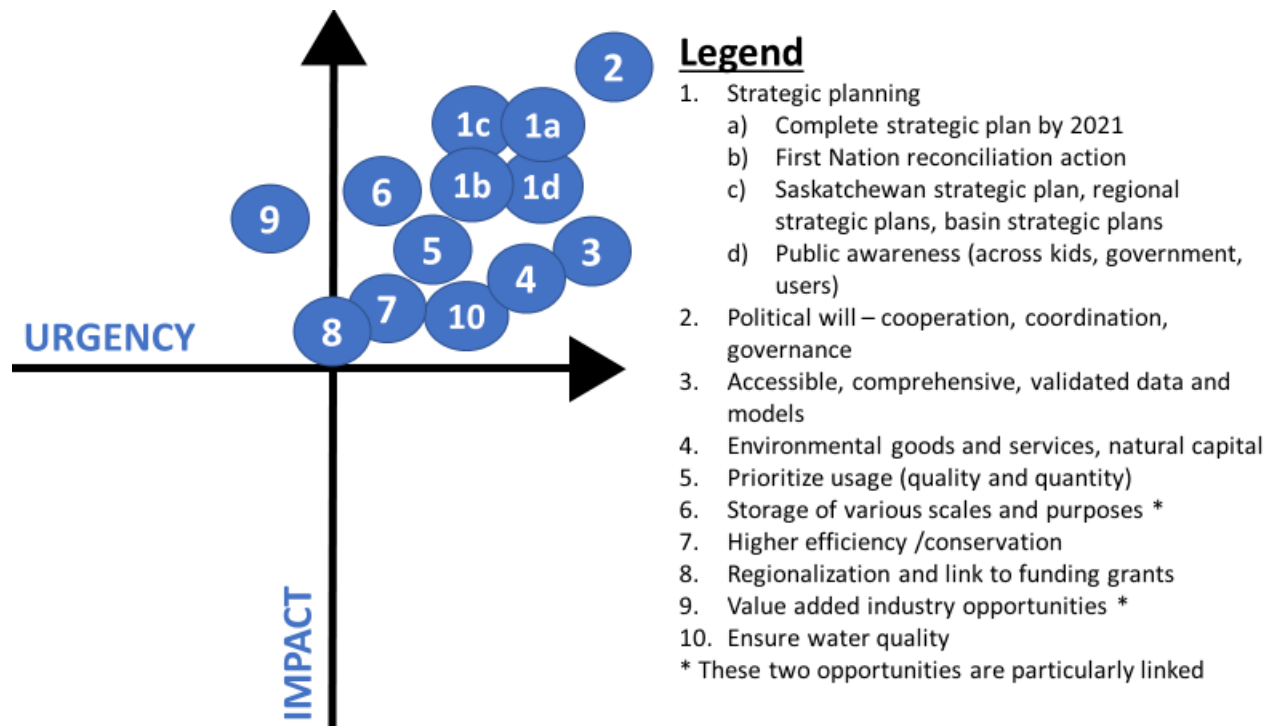 2
1c
1a
1b
1d
6
9
5
3
4
7
10
8
URGENCY
IMPACT
Legend
1. Strategic planning
a) Complete strategic plan by 2021
b) First Nation reconciliation action
c) Saskatchewan strategic plan, regional
strategic plans, basin strategic plans
d) Public awareness (across kids, government,
users)
2. Political will – cooperation, coordination,
governance
3. Accessible, comprehensive, validated data and
models
4. Environmental goods and services, natural capital
5. Prioritize usage (quality and quantity)
6. Storage of various scales and purposes *
7. Higher efficiency /conservation
8. Regionalization and link to funding grants
9. Value added industry opportunities *
10. Ensure water quality
* These two opportunities are particularly linked